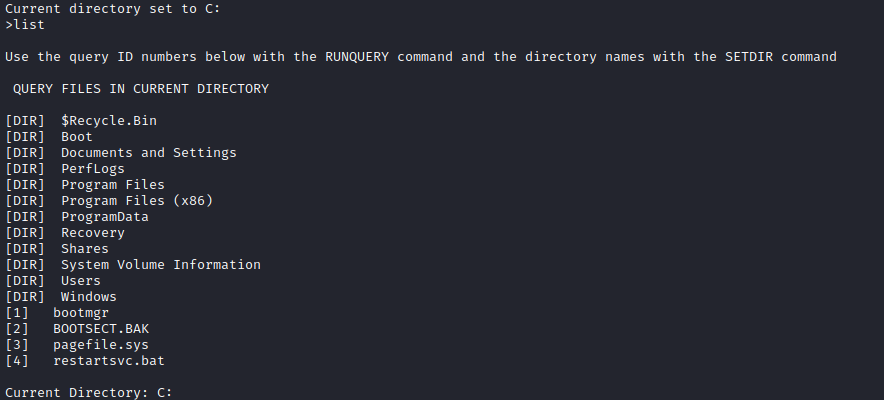 Current directory set to C:
>list
Use the query ID numbers below with the RUNQUERY command and the directory names with the SETDIR command
QUERY FILES IN CURRENT DIRECTORY
[DIR]  $Recycle.Bin
[DIR]  Boot
[DIR]  Documents and Settings
[DIR]  PerfLogs
[DIR]  Program Files
[DIR]  Program Files (x86)
[DIR]  ProgramData
[DIR]  Recovery
[DIR]  Shares
[DIR]  System Volume Information
[DIR]  Users
[DIR]  Windows
[1]   bootmgr
[2]   BOOTSECT.BAK
[3]   pagefile.sys
[4]   restartsvc.bat
Current Directory: C: